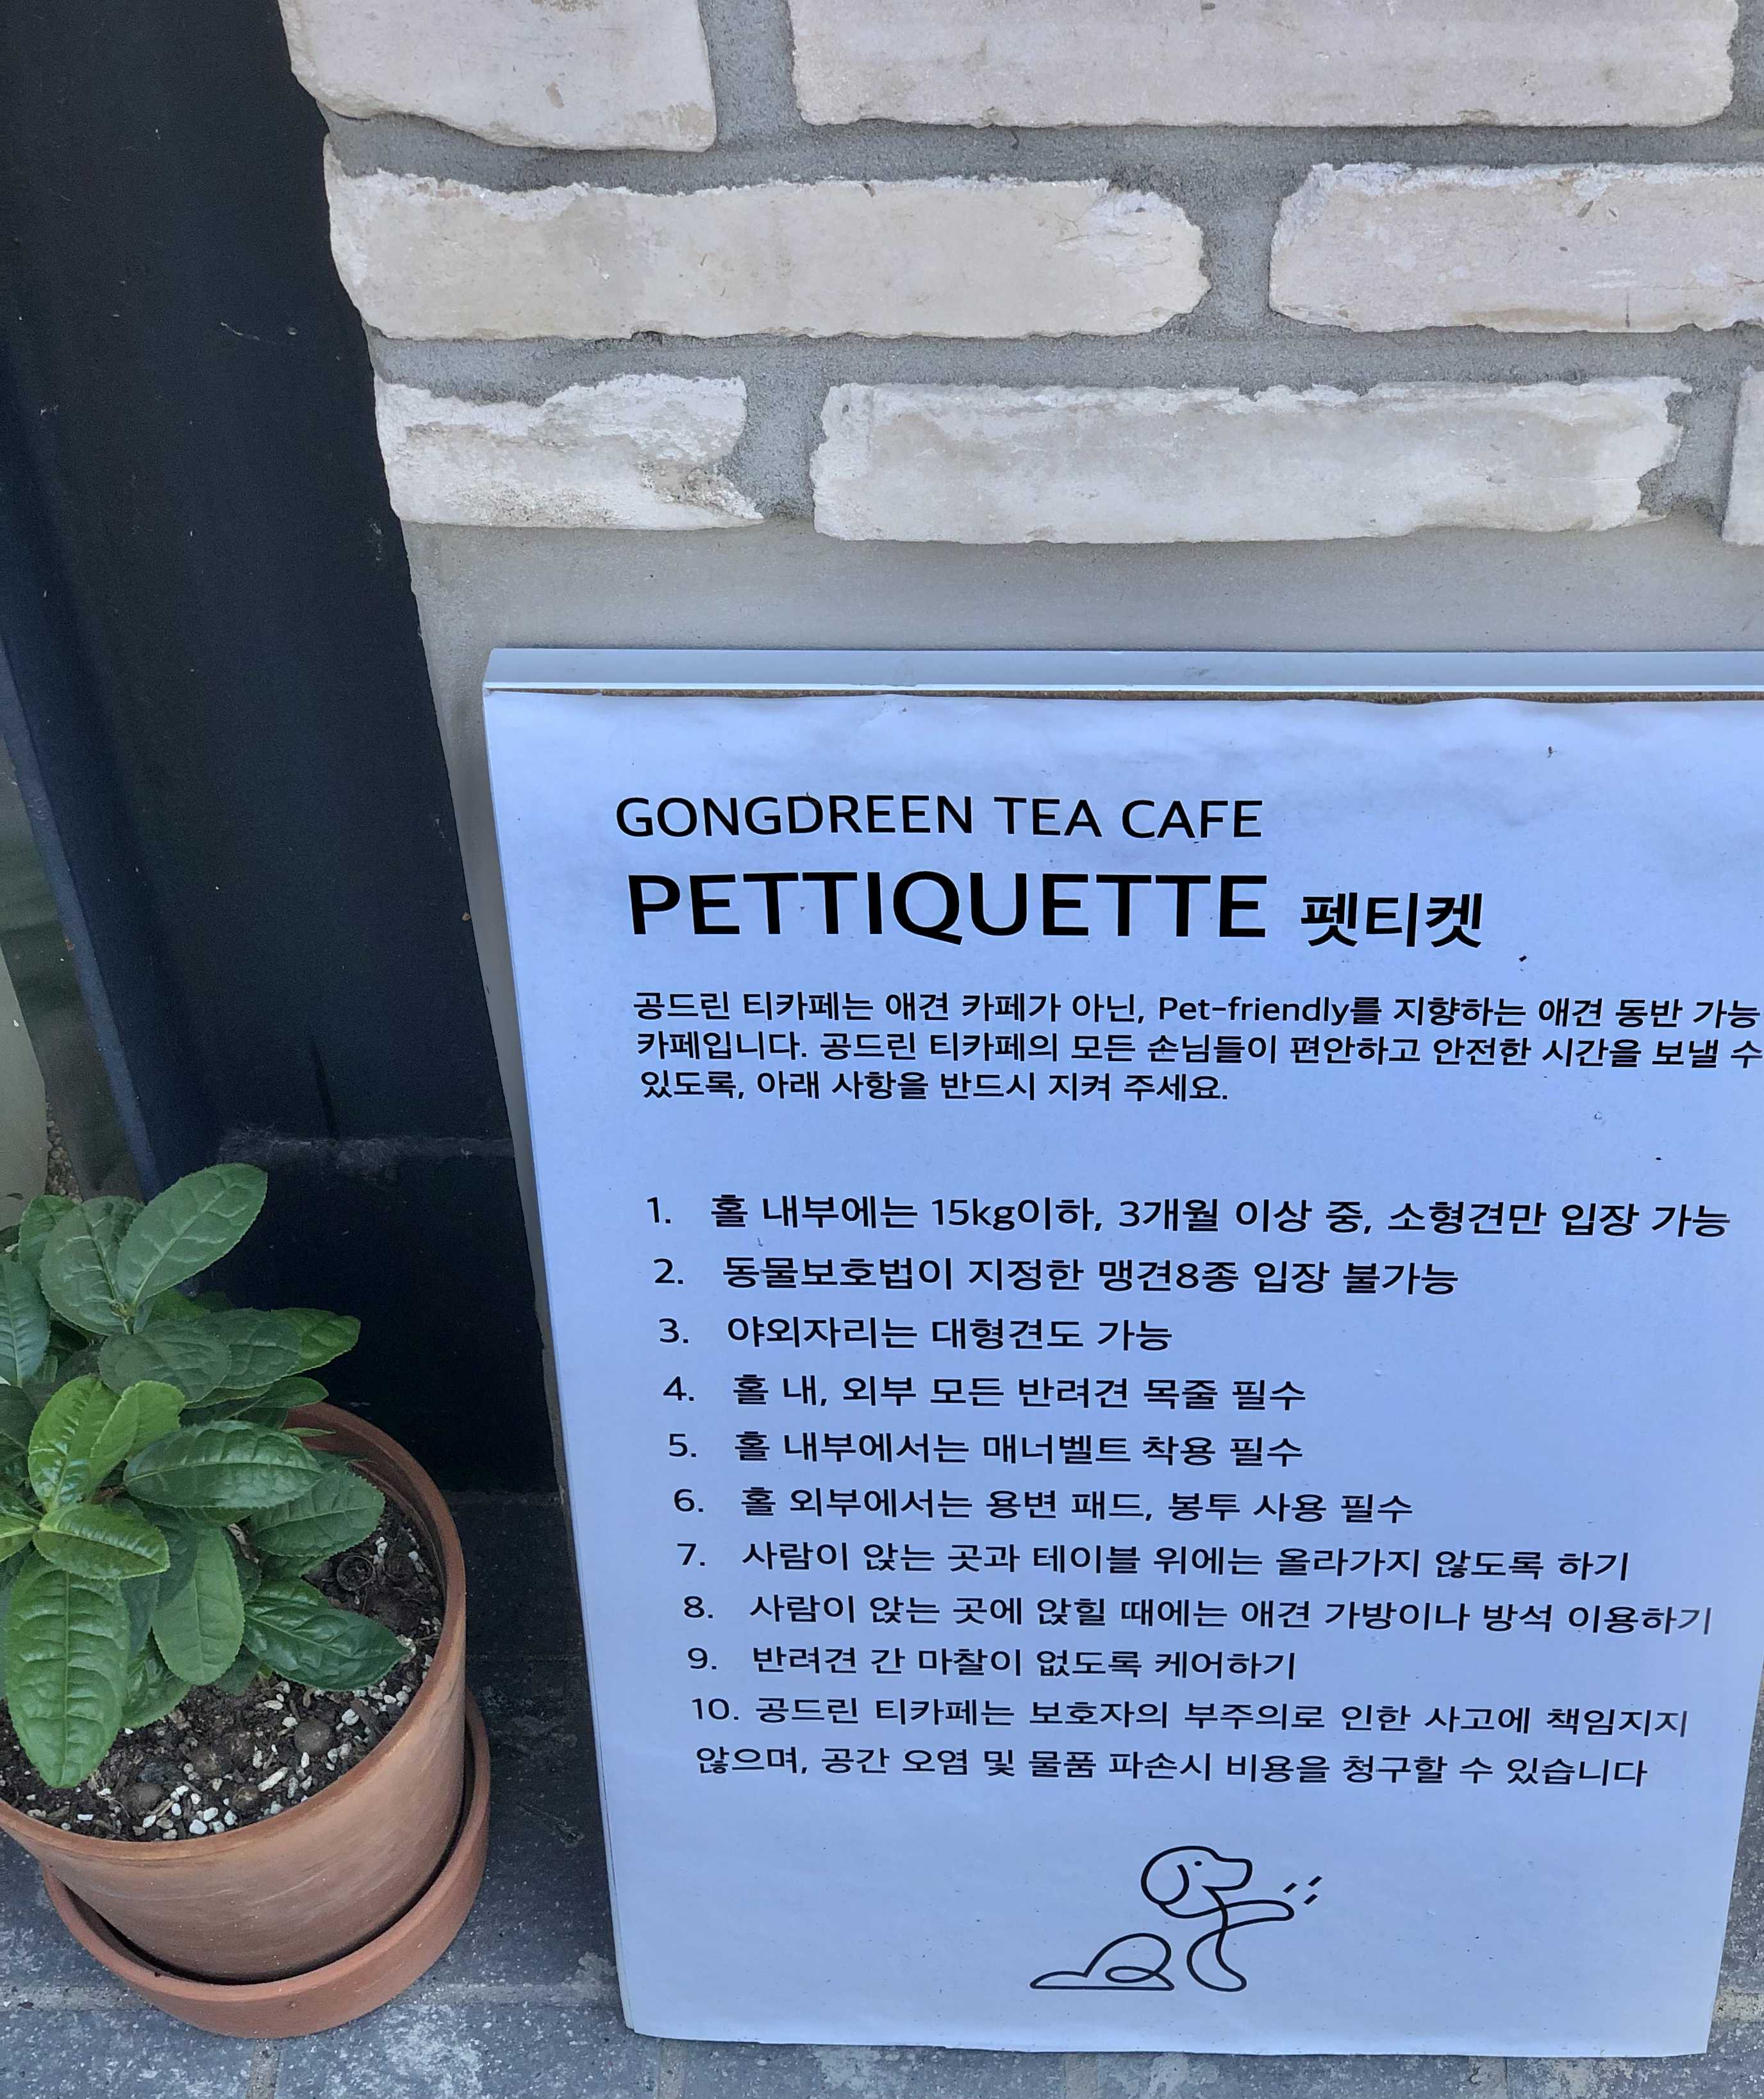 GONGDREEN TEA CAFE
PETTIQUETTE 펫티켓
공드린 티카페는 애견 카페가 아닌, Pet-friendly를 지향하는 애견 동반 가능
카페입니다. 공드린 티카페의 모든 손님들이 편안하고 안전한 시간을 보낼 수
있도록, 아래 사항을 반드시 지켜 주세요.
1. 홀 내부에는 15kg이하, 3개월 이상 중, 소형견만 입장 가능
2. 동물보호법이 지정한 맹견8종 입장 불가능
3. 야외자리는 대형견도 가능
4. 홀 내, 외부 모든 반려견 목줄 필수
5. 홀 내부에서는 매너벨트 착용 필수
6. 홀 외부에서는 용변 패드, 봉투 사용 필수
7. 사람이 앉는 곳과 테이블 위에는 올라가지 않도록 하기
8. 사람이 앉는 곳에 앉힐 때에는 애견 가방이나 방석 이용하기
9. 반려견 간 마찰이 없도록 케어하기
10. 공드린 티카페는 보호자의 부주의로 인한 사고에 책임지지
않으며, 공간 오염 및 물품 파손시 비용을 청구할 수 있습니다